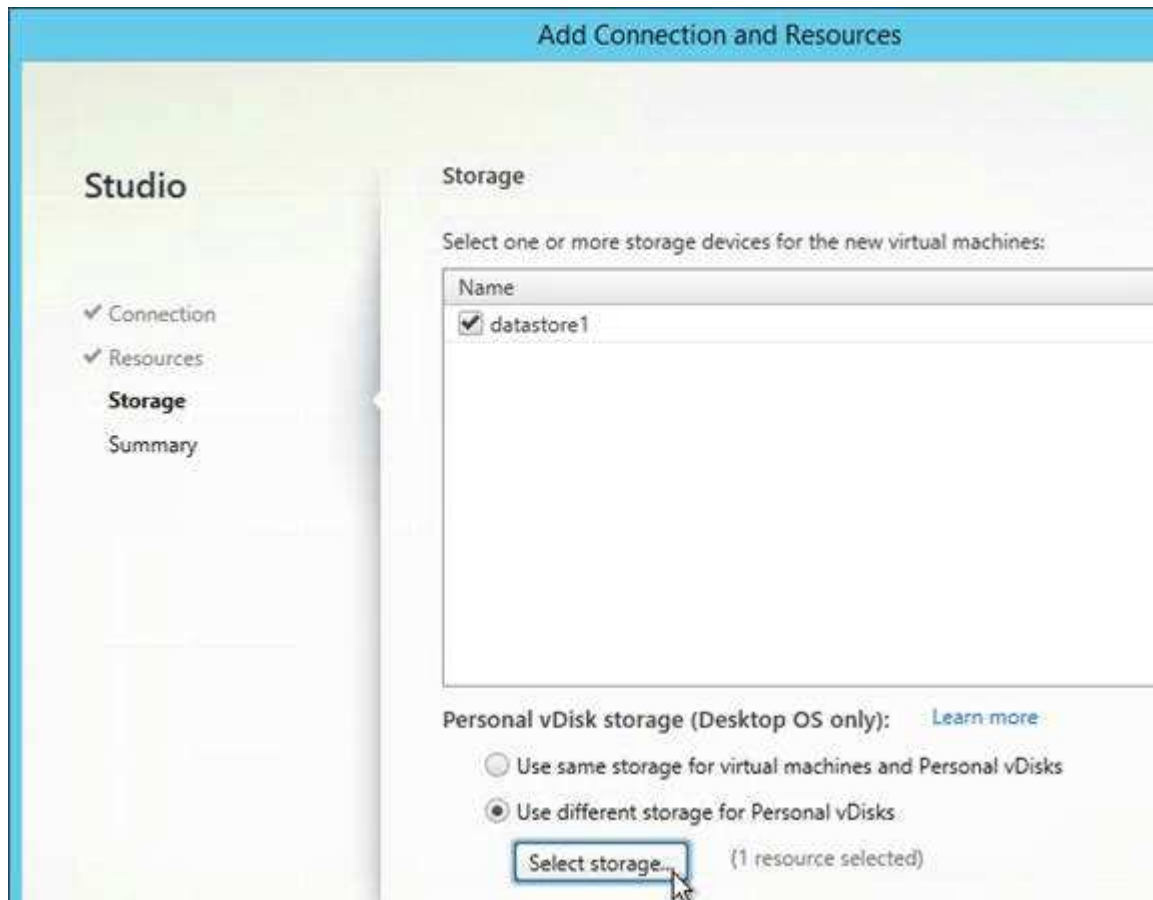 Add Connection and Resources
Studio
Connection
Resources
Storage
Summary
Storage
Select one or more storage devices for the new virtual machines:
Name
datastore1
Personal vDisk storage (Desktop OS only): Learn more
Use same storage for virtual machines and Personal vDisks
Use different storage for Personal vDisks
Select storage... (1 resource selected)